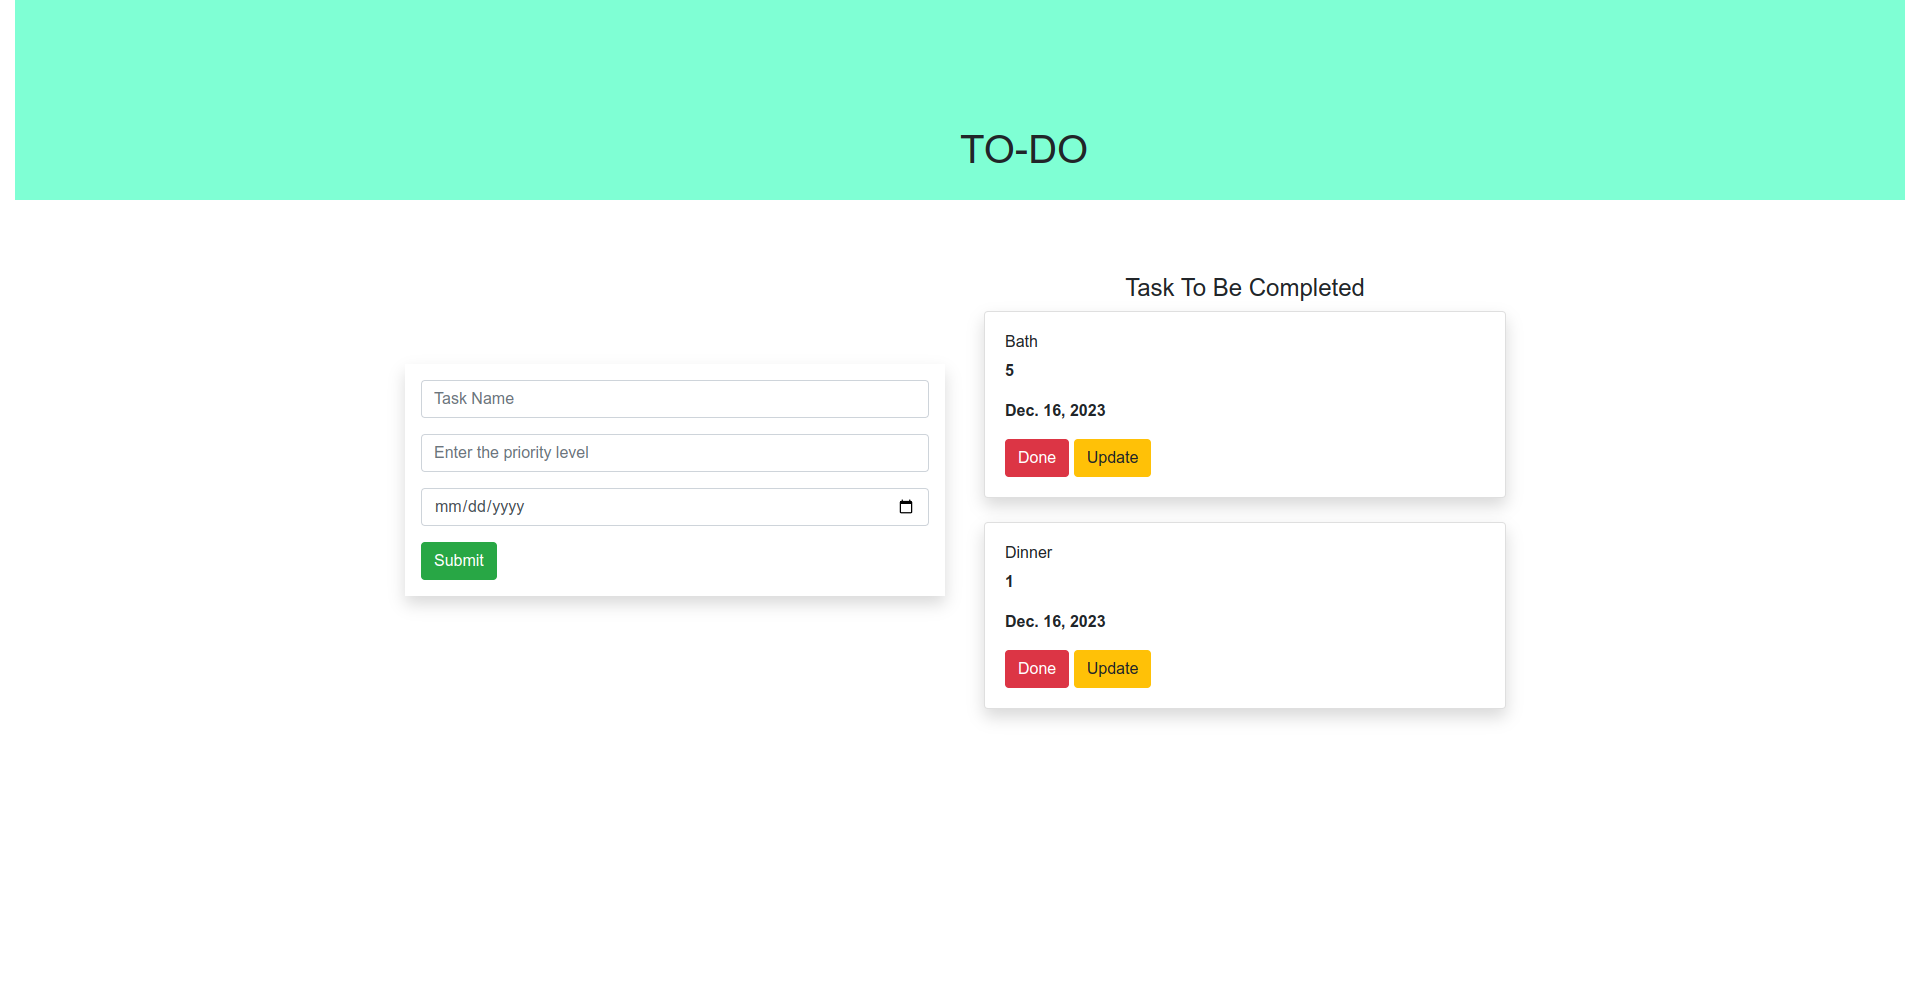 TO-DO
Task Name
Enter the priority level
mm/dd/yyyy
Submit
Task To Be Completed
Bath
5
Dec. 16, 2023
Done Update
Dinner
1
Dec. 16, 2023
Done Update